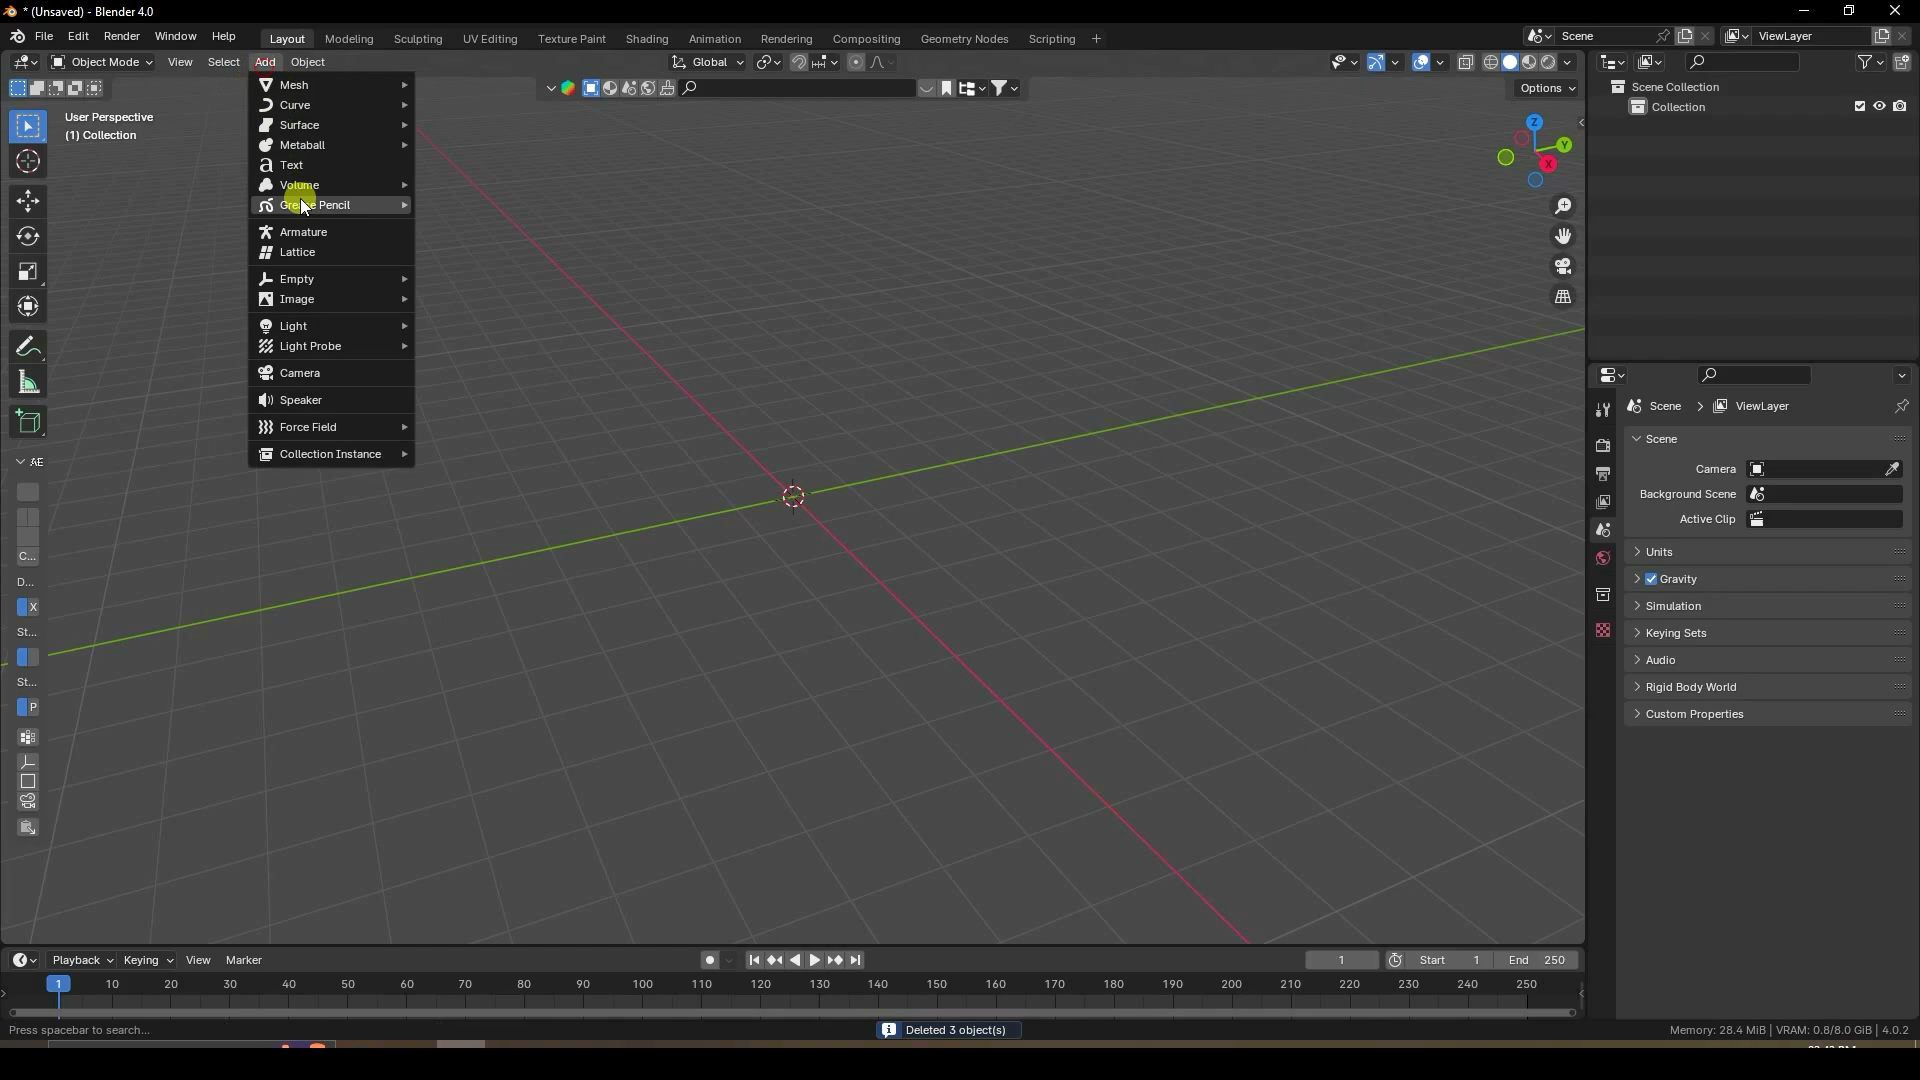 * (Unsaved) - Blender 4.0
File Edit Render Window Help Layout Modeling Sculpting UV Editing Texture Paint Shading Animation Rendering Compositing Geometry Nodes Scripting + Scene ViewLayer
Object Mode View Select Add Object Global
Options
User Perspective
(1) Collection
Mesh
Curve
Surface
Metaball
Text
Volume
Grease Pencil
Armature
Lattice
Empty
Image
Light
Light Probe
Camera
Speaker
Force Field
Collection Instance
Z
Y
X
AE
C...
D...
X
St...
St...
P
Scene Collection
Collection
Scene > ViewLayer
Scene
Camera
Background Scene
Active Clip
Units
Gravity
Simulation
Keying Sets
Audio
Rigid Body World
Custom Properties
Playback Keying View Marker 1 Start 1 End 250
1 10 20 30 40 50 60 70 80 90 100 110 120 130 140 150 160 170 180 190 200 210 220 230 240 250
Press spacebar to search... Deleted 3 object(s) Memory: 28.4 MiB | VRAM: 0.8/8.0 GiB | 4.0.2